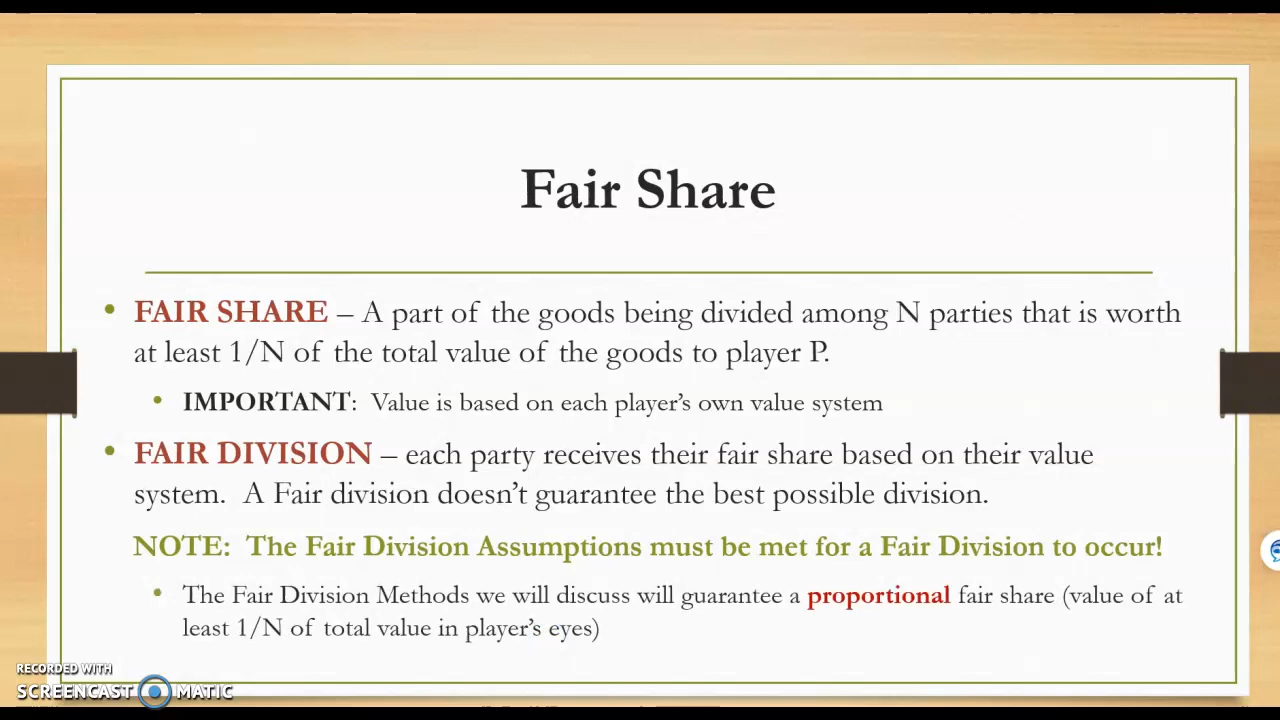 Fair Share
• FAIR SHARE – A part of the goods being divided among N parties that is worth
at least 1/N of the total value of the goods to player P.
• IMPORTANT: Value is based on each player's own value system
• FAIR DIVISION – each party receives their fair share based on their value
system. A Fair division doesn't guarantee the best possible division.
NOTE: The Fair Division Assumptions must be met for a Fair Division to occur!
• The Fair Division Methods we will discuss will guarantee a proportional fair share (value of at
least 1/N of total value in player's eyes)
RECORDED WITH
SCREENCAST MATIC